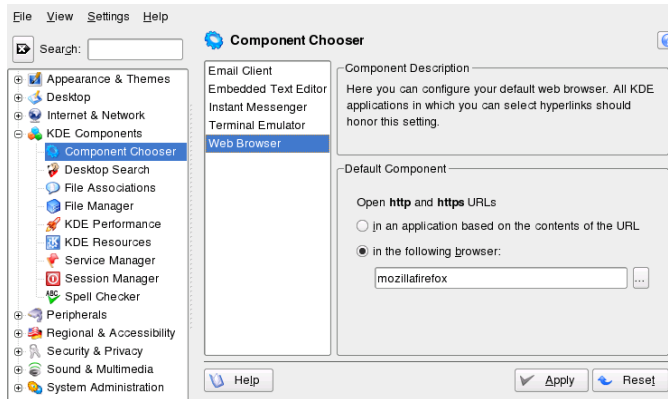 File View Settings Help
Search:
Appearance & Themes
Desktop
Internet & Network
KDE Components
Component Chooser
Desktop Search
File Associations
File Manager
KDE Performance
KDE Resources
Service Manager
Session Manager
ABC Spell Checker
Peripherals
Regional & Accessibility
Security & Privacy
Sound & Multimedia
System Administration
Component Chooser
Email Client
Embedded Text Editor
Instant Messenger
Terminal Emulator
Web Browser
Component Description
Here you can configure your default web browser. All KDE
applications in which you can select hyperlinks should
honor this setting.
Default Component
Open http and https URLs
in an application based on the contents of the URL
in the following browser:
mozillafirefox
...
Help
Apply
Reset